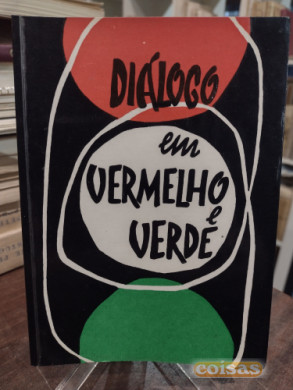 DIÁLOGO
em
VERMELHO
e
VERDE
coisas